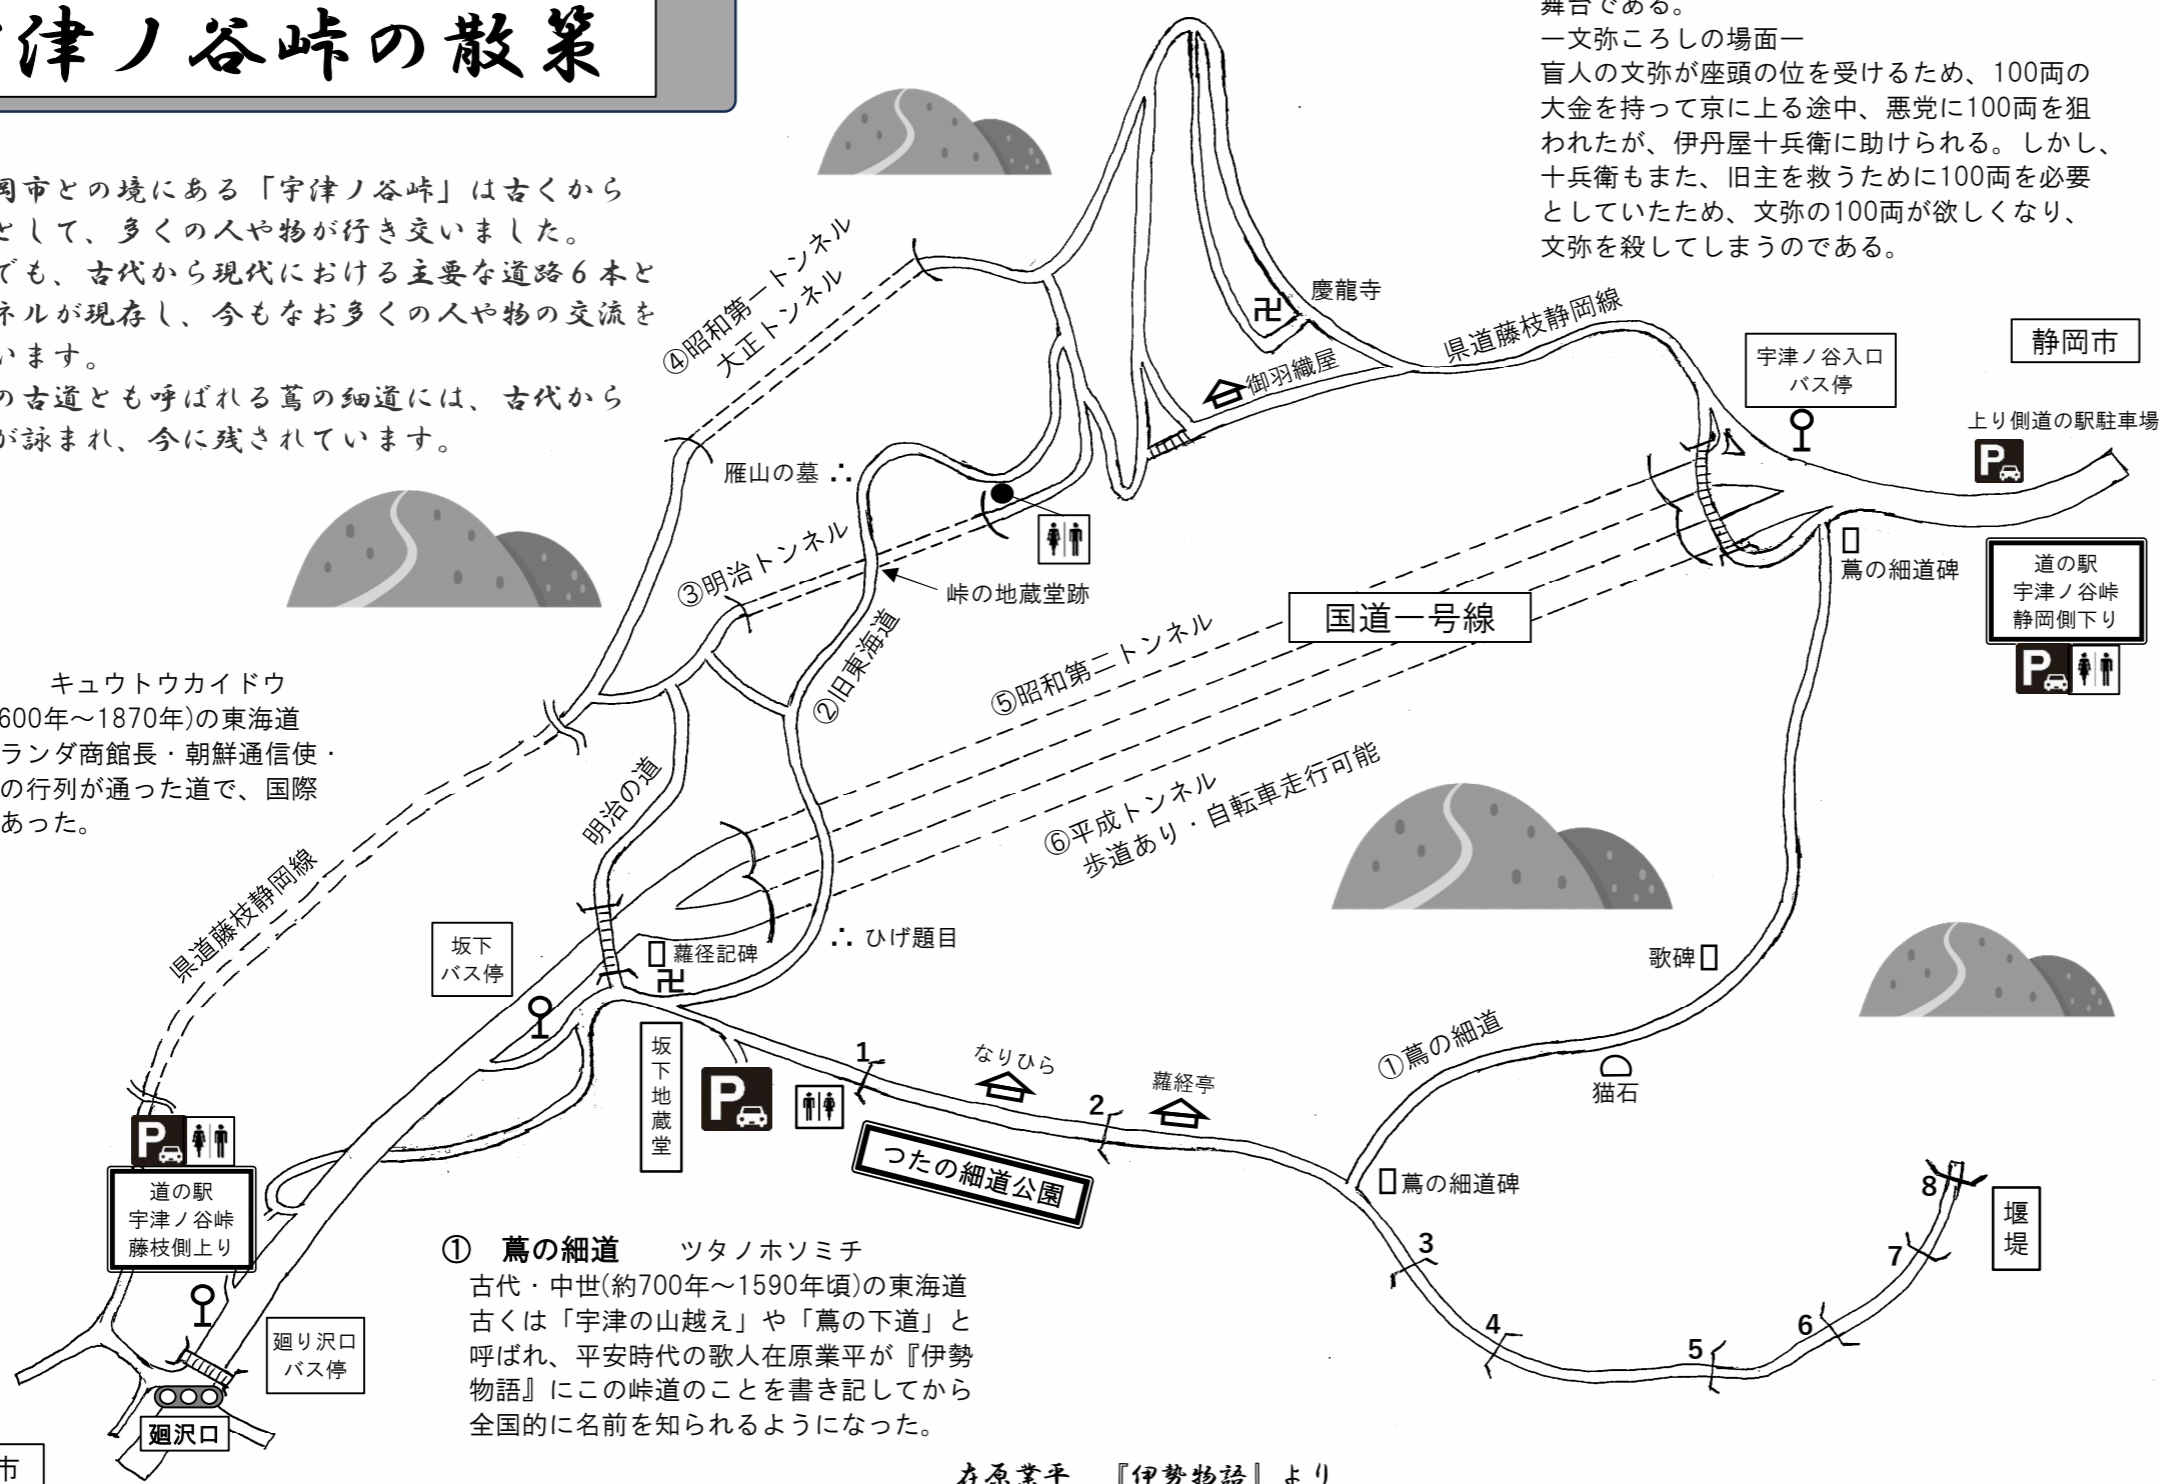 津ノ谷峠の散策
岡市との境にある「宇津ノ谷峠」は古くから
として、多くの人や物が行き交いました。
でも、古代から現代における主要な道路６本と
ネルが現存し、今もなお多くの人や物の交流を
います。
の古道とも呼ばれる蔦の細道には、古代から
が詠まれ、今に残されています。
舞台である。
―文弥ころしの場面―
盲人の文弥が座頭の位を受けるため、100両の
大金を持って京に上る途中、悪党に100両を狙
われたが、伊丹屋十兵衛に助けられる。しかし、
十兵衛もまた、旧主を救うために100両を必要
としていたため、文弥の100両が欲しくなり、
文弥を殺してしまうのである。
④昭和第一トンネル
大正トンネル
慶龍寺
県道藤枝静岡線
御羽織屋
宇津ノ谷入口
バス停
静岡市
上り側道の駅駐車場
P
雁山の墓
③明治トンネル
峠の地蔵堂跡
②旧東海道
⑤昭和第二トンネル
国道一号線
蔦の細道碑
道の駅
宇津ノ谷峠
静岡側下り
P
キュウトウカイドウ
600年～1870年)の東海道
ランダ商館長・朝鮮通信使・
の行列が通った道で、国際
あった。
明治の道
⑥平成トンネル
歩道あり・自転車走行可能
県道藤枝静岡線
坂下
バス停
蘿径記碑
ひげ題目
歌碑
①蔦の細道
猫石
坂下地蔵堂
P
1
なりひら
2
蘿経亭
つたの細道公園
蔦の細道碑
3
4
5
6
7
8
堰堤
P
道の駅
宇津ノ谷峠
藤枝側上り
廻り沢口
バス停
廻沢口
市
①　蔦の細道　ツタノホソミチ
古代・中世(約700年～1590年頃)の東海道
古くは「宇津の山越え」や「蔦の下道」と
呼ばれ、平安時代の歌人在原業平が『伊勢
物語』にこの峠道のことを書き記してから
全国的に名前を知られるようになった。
在原業平　『伊勢物語』より